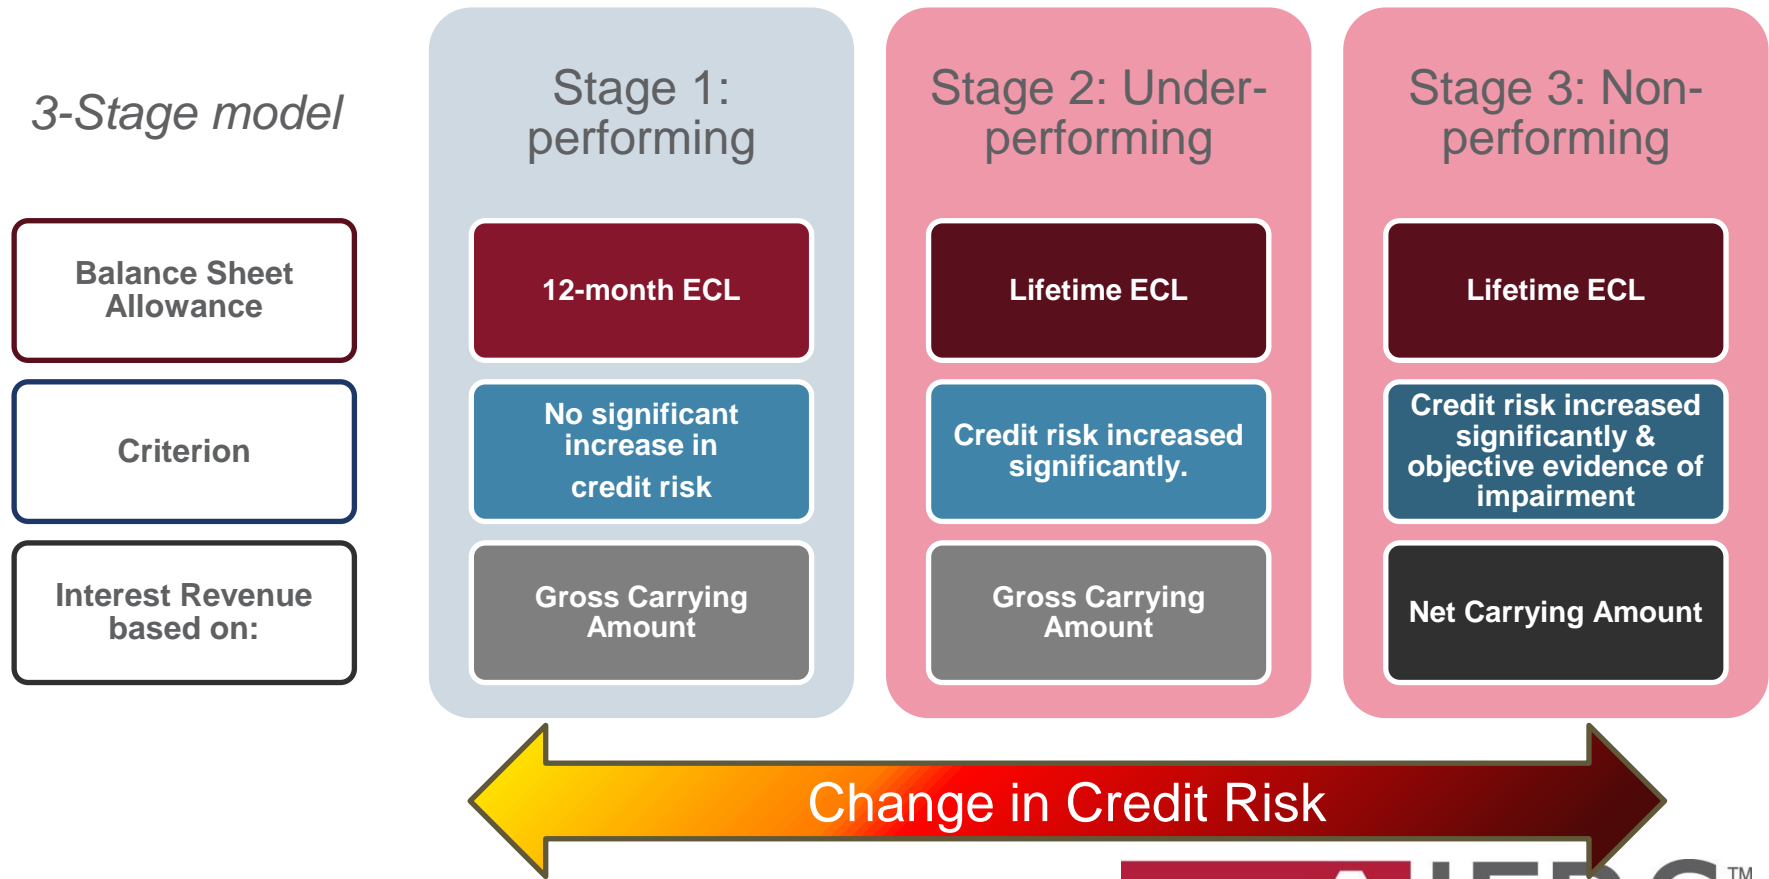 3-Stage model
Stage 1:
performing
Stage 2: Under-
performing
Stage 3: Non-
performing
Balance Sheet
Allowance
12-month ECL
Lifetime ECL
Lifetime ECL
Criterion
No significant
increase in
credit risk
Credit risk increased
significantly.
Credit risk increased
significantly &
objective evidence of
impairment
Interest Revenue
based on:
Gross Carrying
Amount
Gross Carrying
Amount
Net Carrying Amount
Change in Credit Risk
TM